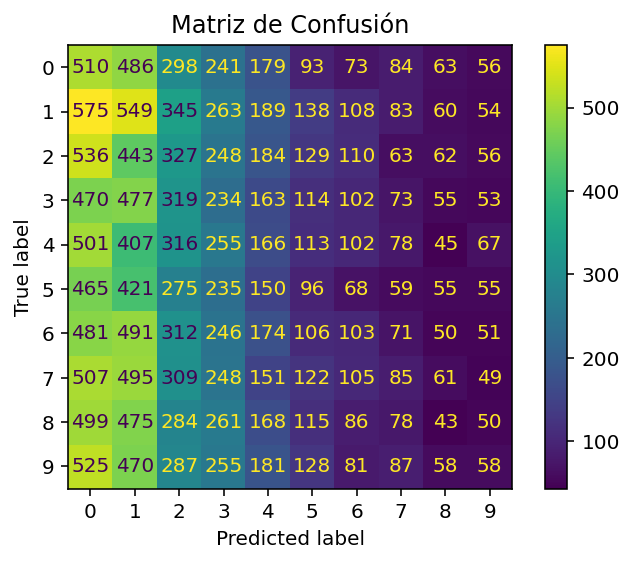 Matriz de Confusión
0 510 486 298 241 179 93 73 84 63 56
1 575 549 345 263 189 138 108 83 60 54
2 536 443 327 248 184 129 110 63 62 56
3 470 477 319 234 163 114 102 73 55 53
4 501 407 316 255 166 113 102 78 45 67
5 465 421 275 235 150 96 68 59 55 55
6 481 491 312 246 174 106 103 71 50 51
7 507 495 309 248 151 122 105 85 61 49
8 499 475 284 261 168 115 86 78 43 50
9 525 470 287 255 181 128 81 87 58 58
0 1 2 3 4 5 6 7 8 9
Predicted label
True label
500
400
300
200
100